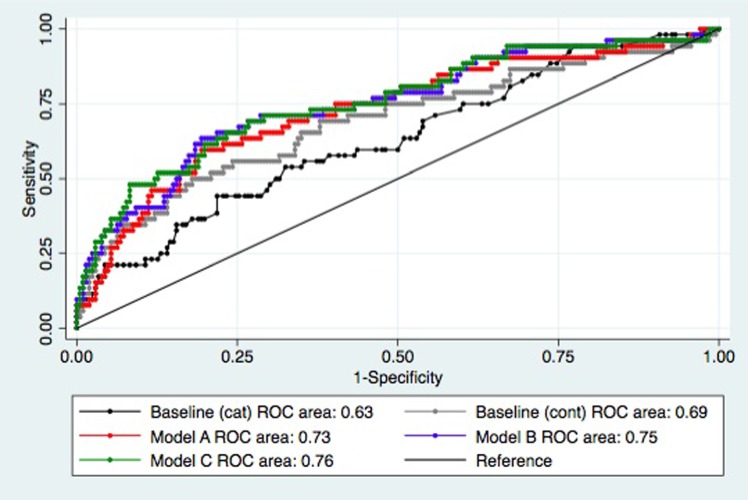 1.00
0.75
0.50
0.25
0.00
Sensitivity
0.00 0.25 0.50 0.75 1.00
1-Specificity
Baseline (cat) ROC area: 0.63
Baseline (cont) ROC area: 0.69
Model A ROC area: 0.73
Model B ROC area: 0.75
Model C ROC area: 0.76
Reference